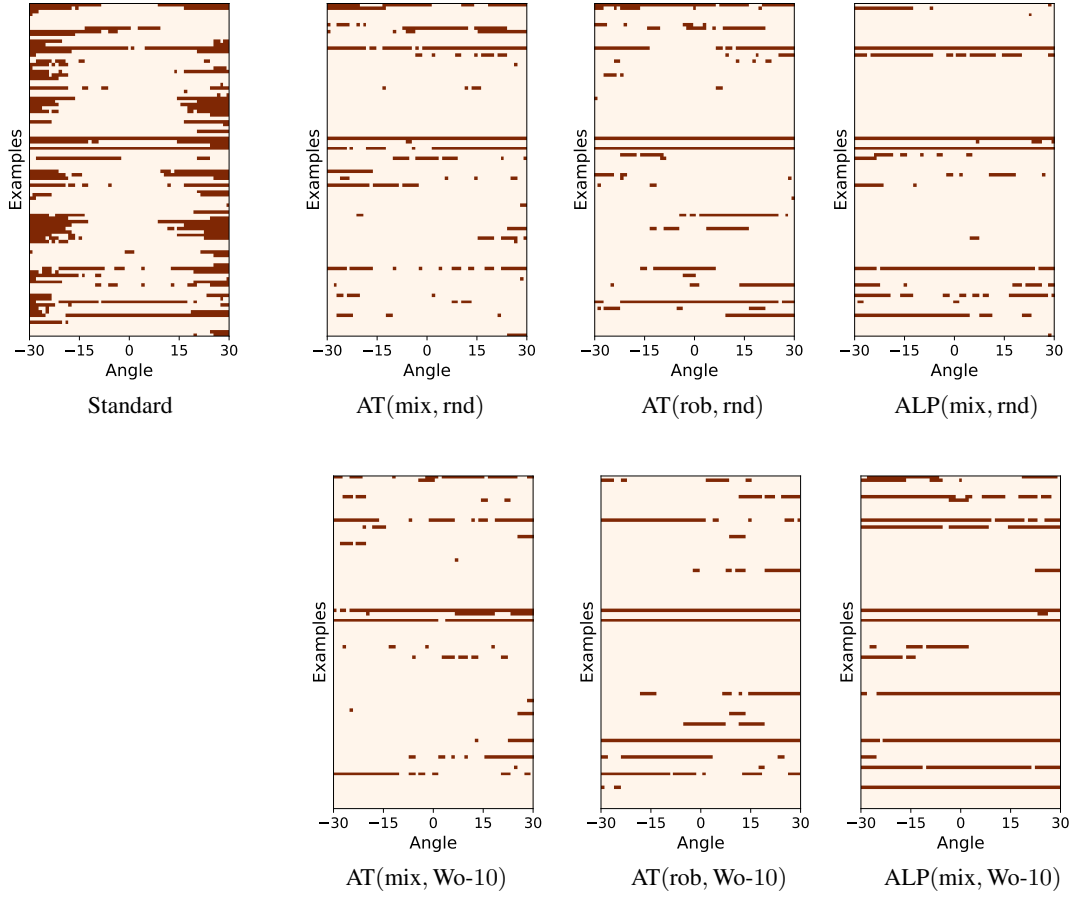 Examples
Examples
Examples
Examples
−30 −15 0 15 30
−30 −15 0 15 30
−30 −15 0 15 30
−30 −15 0 15 30
Angle
Angle
Angle
Angle
Standard
AT(mix, rnd)
AT(rob, rnd)
ALP(mix, rnd)
Examples
Examples
Examples
−30 −15 0 15 30
−30 −15 0 15 30
−30 −15 0 15 30
Angle
Angle
Angle
AT(mix, Wo-10)
AT(rob, Wo-10)
ALP(mix, Wo-10)